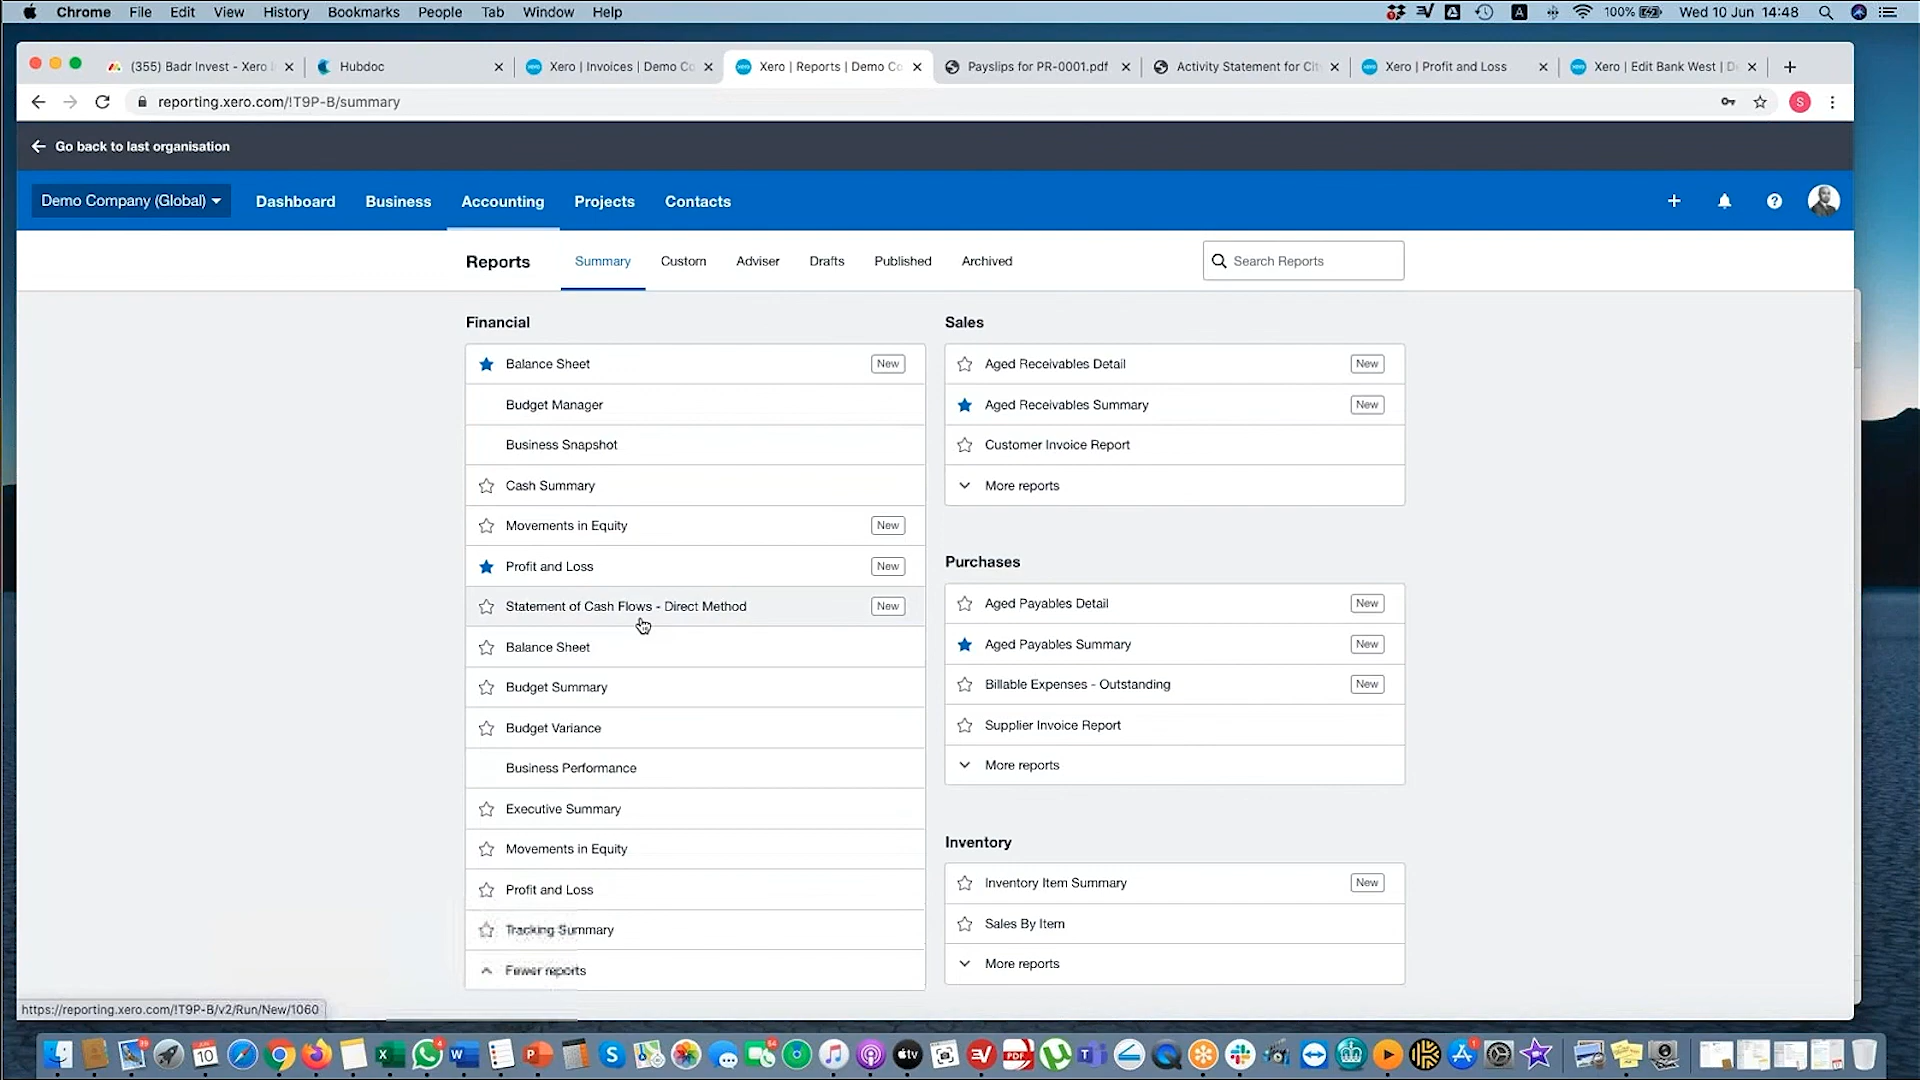 Chrome File Edit View History Bookmarks People Tab Window Help
100% Wed 10 Jun 14:48
(355) Badr Invest - Xero
Hubdoc
Xero | Invoices | Demo Co
Xero | Reports | Demo Co
Payslips for PR-0001.pdf
Activity Statement for Cit
Xero | Profit and Loss
Xero | Edit Bank West | D
reporting.xero.com/!T9P-B/summary
S
Go back to last organisation
Demo Company (Global) Dashboard Business Accounting Projects Contacts
Reports Summary Custom Adviser Drafts Published Archived Search Reports
Financial
Balance Sheet New
Budget Manager
Business Snapshot
Cash Summary
Movements in Equity New
Profit and Loss New
Statement of Cash Flows - Direct Method New
Balance Sheet
Budget Summary
Budget Variance
Business Performance
Executive Summary
Movements in Equity
Profit and Loss
Tracking Summary
Fewer reports
Sales
Aged Receivables Detail New
Aged Receivables Summary New
Customer Invoice Report
More reports
Purchases
Aged Payables Detail New
Aged Payables Summary New
Billable Expenses - Outstanding New
Supplier Invoice Report
More reports
Inventory
Inventory Item Summary New
Sales By Item
More reports
https://reporting.xero.com/!T9P-B/v2/Run/New/1060